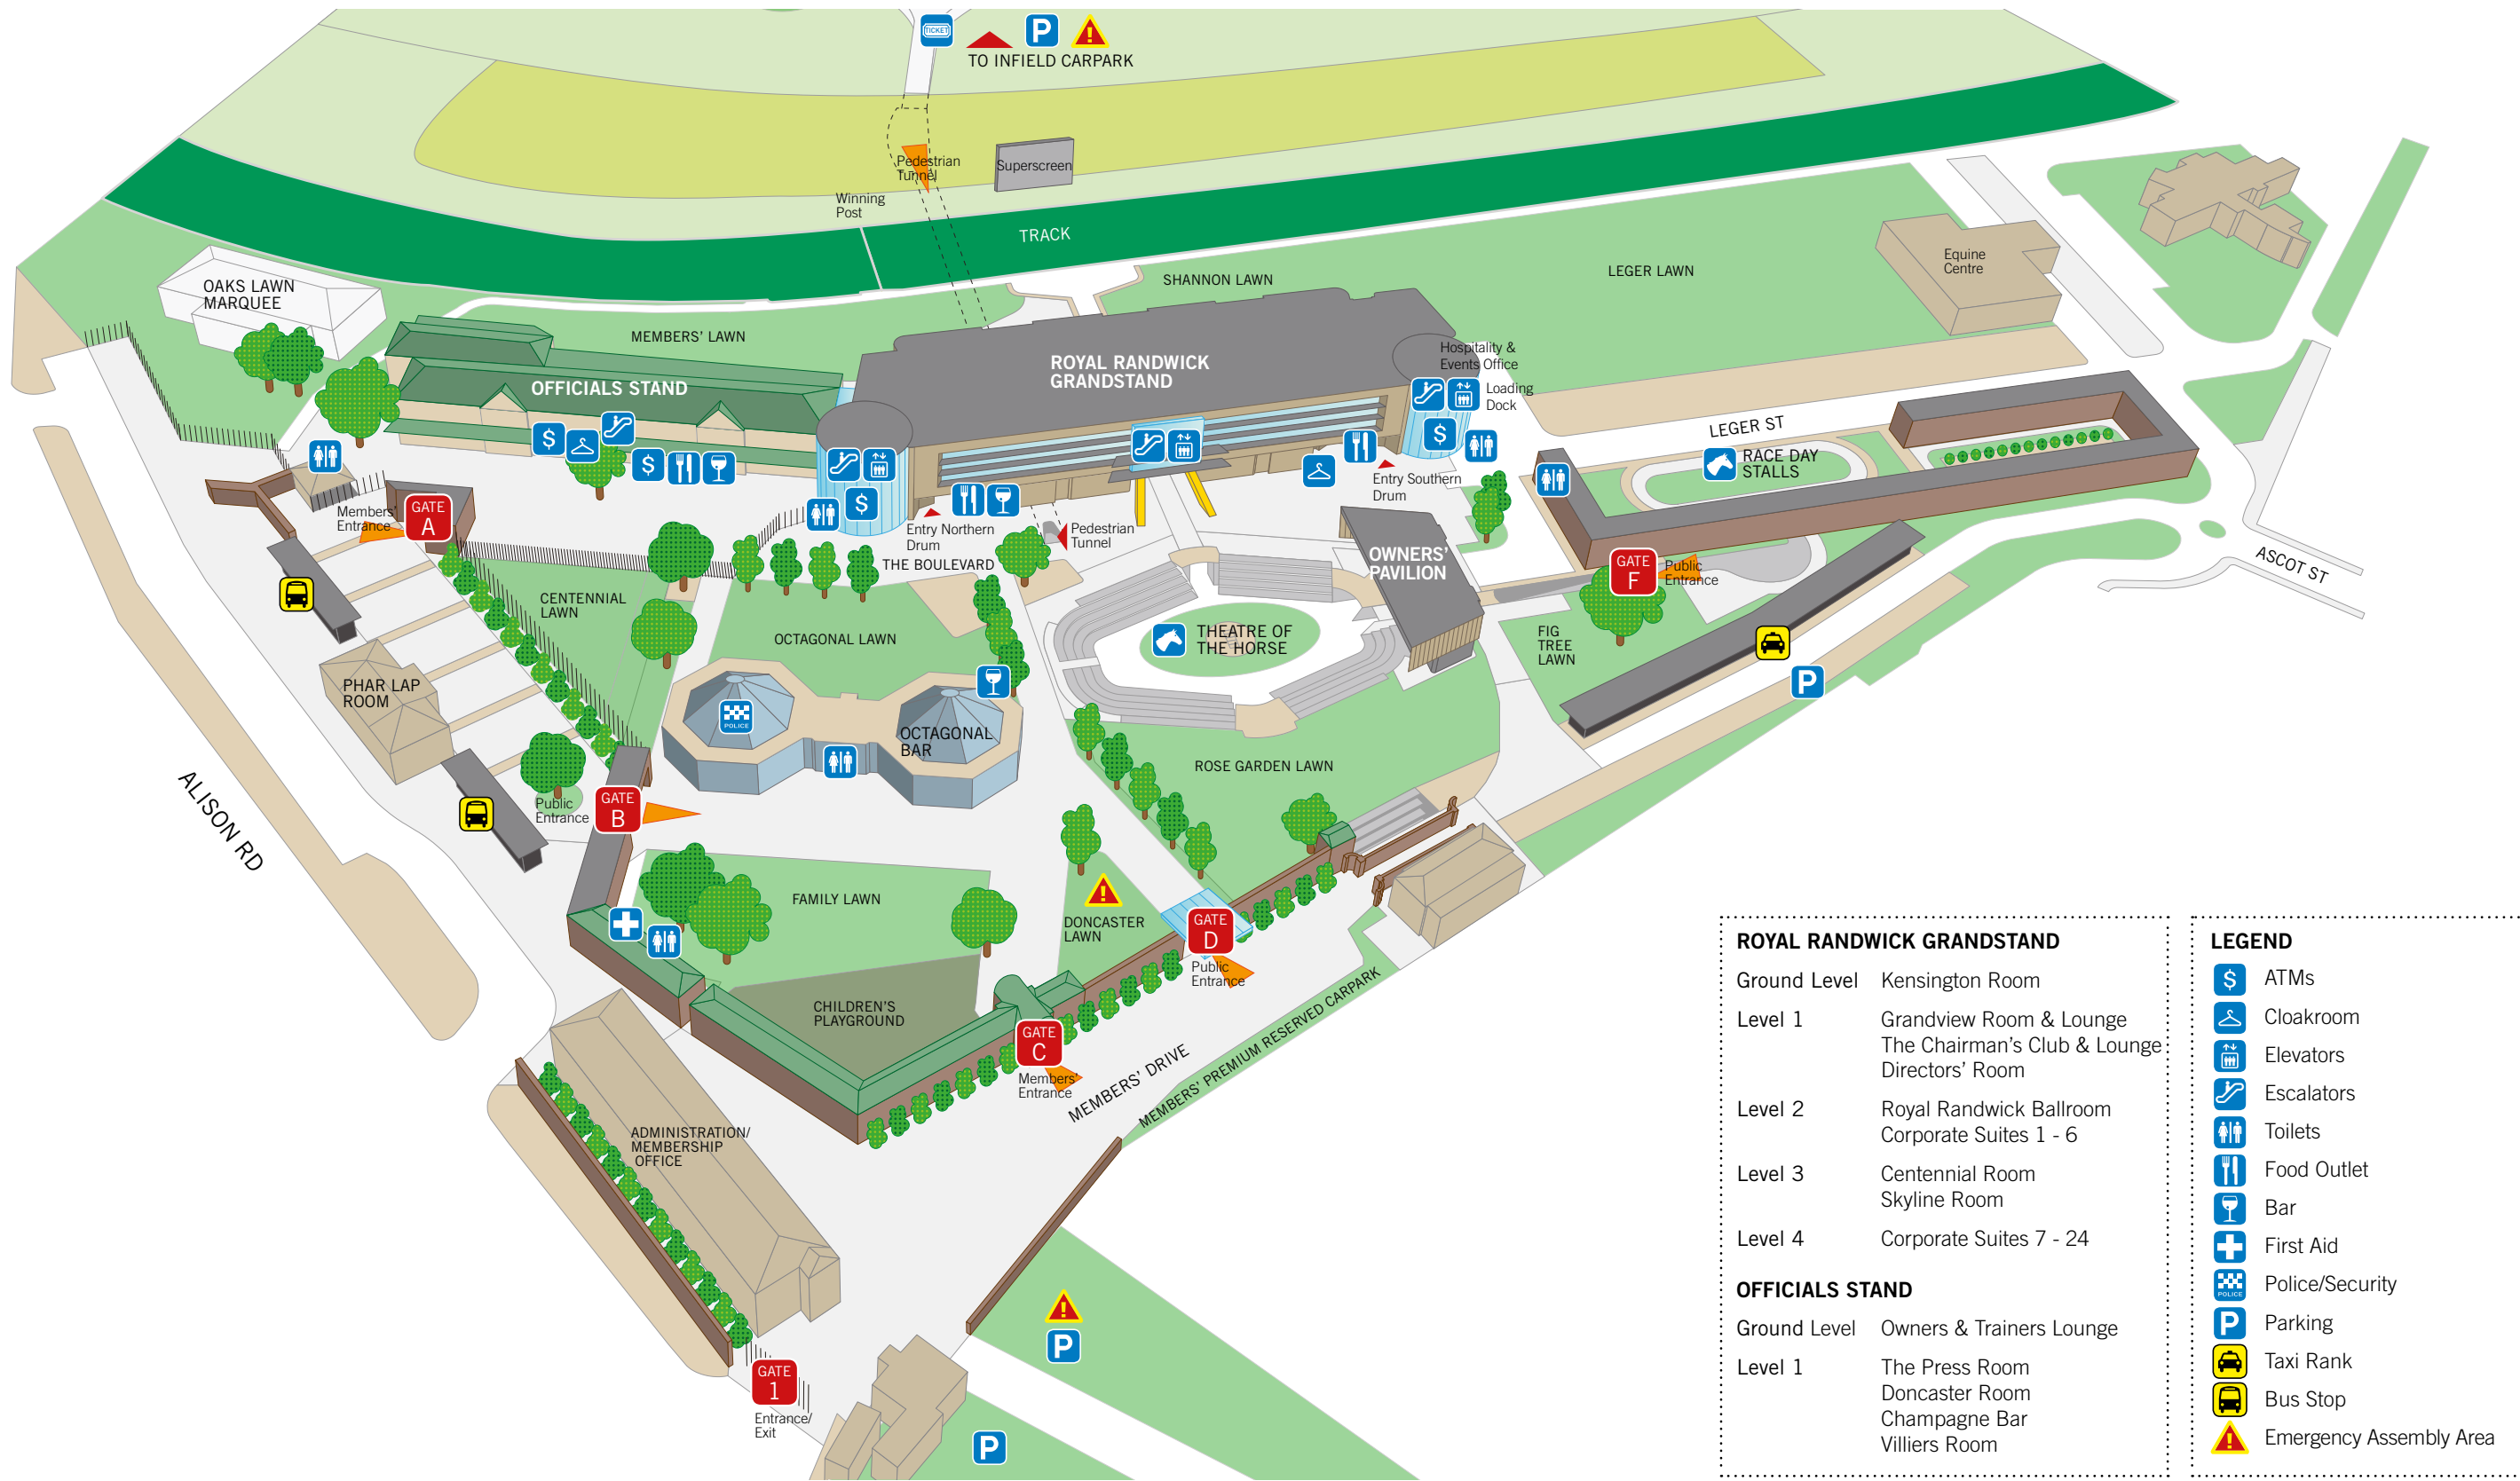 TICKET
P
TO INFIELD CARPARK
Pedestrian
Tunnel
Superscreen
Winning
Post
TRACK
SHANNON LAWN
LEGER LAWN
Equine
Centre
OAKS LAWN
MARQUEE
MEMBERS' LAWN
OFFICIALS STAND
ROYAL RANDWICK
GRANDSTAND
Hospitality &
Events Office
Loading
Dock
LEGER ST
RACE DAY
STALLS
$
$
$
$
Entry Southern
Drum
Members'
Entrance
GATE
A
Entry Northern
Drum
Pedestrian
Tunnel
THE BOULEVARD
OWNERS'
PAVILION
GATE
F
Public
Entrance
ASCOT ST
CENTENNIAL
LAWN
OCTAGONAL LAWN
THEATRE OF
THE HORSE
FIG
TREE
LAWN
P
PHAR LAP
ROOM
POLICE
OCTAGONAL
BAR
ROSE GARDEN LAWN
ALISON RD
Public
Entrance
GATE
B
FAMILY LAWN
DONCASTER
LAWN
GATE
D
Public
Entrance
CHILDREN'S
PLAYGROUND
GATE
C
Members'
Entrance
MEMBERS' DRIVE
MEMBERS' PREMIUM RESERVED CARPARK
ADMINISTRATION/
MEMBERSHIP
OFFICE
P
GATE
1
Entrance/
Exit
P
ROYAL RANDWICK GRANDSTAND
Ground Level Kensington Room
Level 1 Grandview Room & Lounge
The Chairman's Club & Lounge
Directors' Room
Level 2 Royal Randwick Ballroom
Corporate Suites 1 - 6
Level 3 Centennial Room
Skyline Room
Level 4 Corporate Suites 7 - 24
OFFICIALS STAND
Ground Level Owners & Trainers Lounge
Level 1 The Press Room
Doncaster Room
Champagne Bar
Villiers Room
LEGEND
$ ATMs
Cloakroom
Elevators
Escalators
Toilets
Food Outlet
Bar
First Aid
POLICE Police/Security
P Parking
Taxi Rank
Bus Stop
Emergency Assembly Area